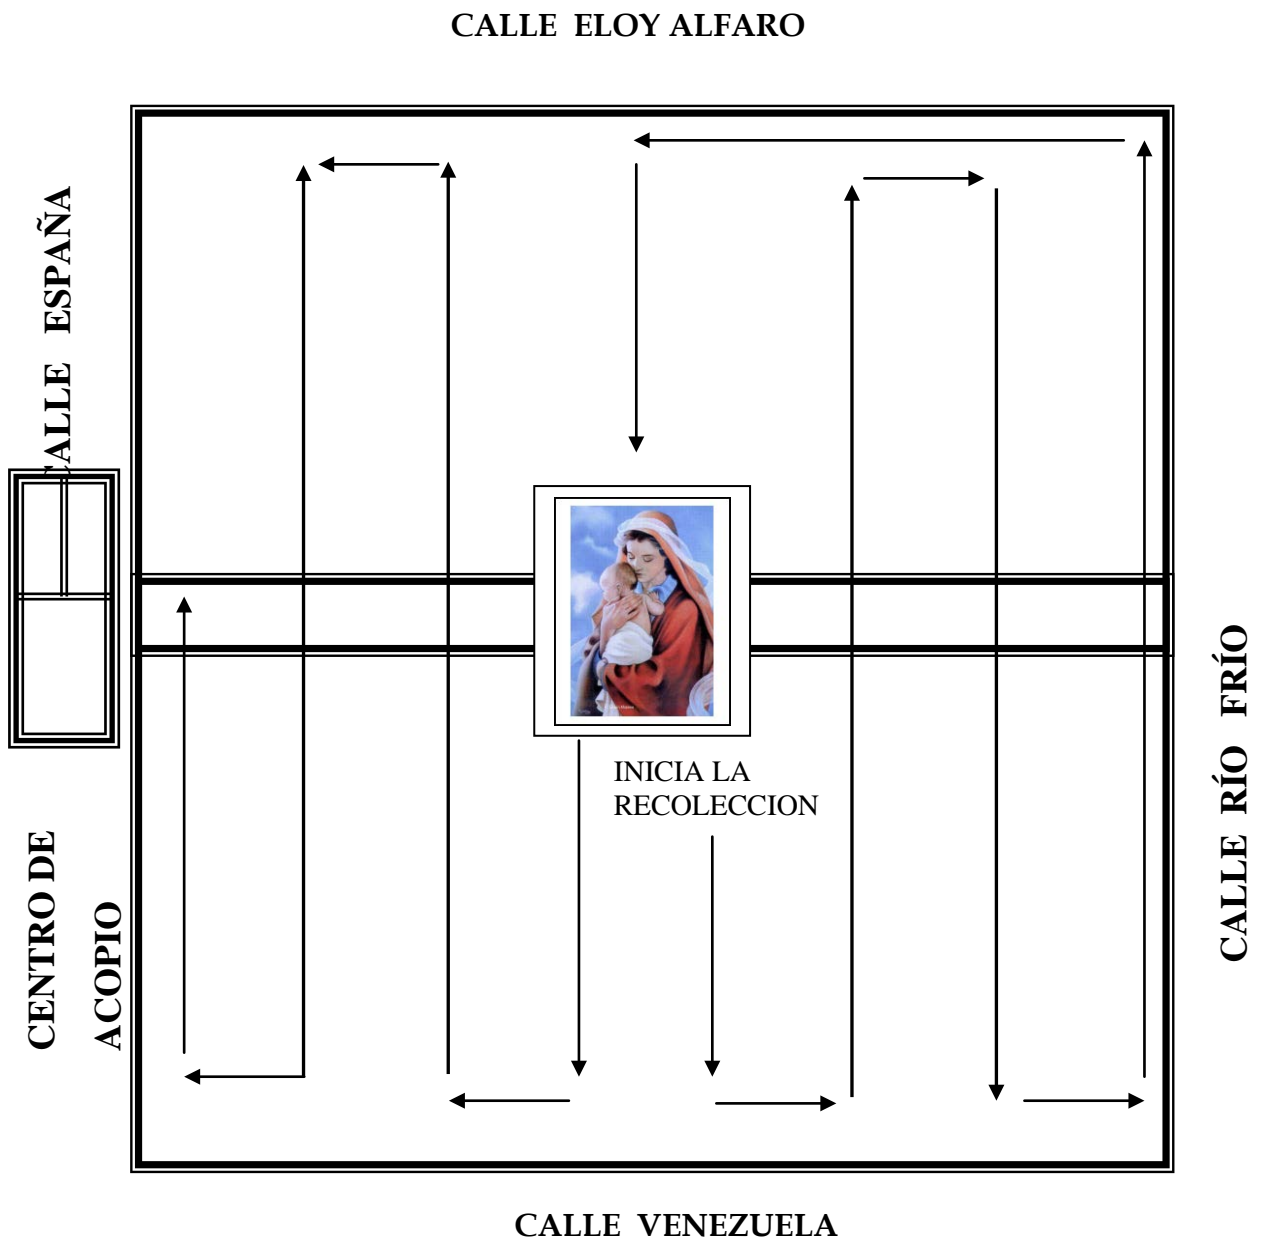 CALLE ELOY ALFARO
CALLE ESPAÑA
INICIA LA
RECOLECCION
CENTRO DE
ACOPIO
CALLE RÍO FRÍO
CALLE VENEZUELA